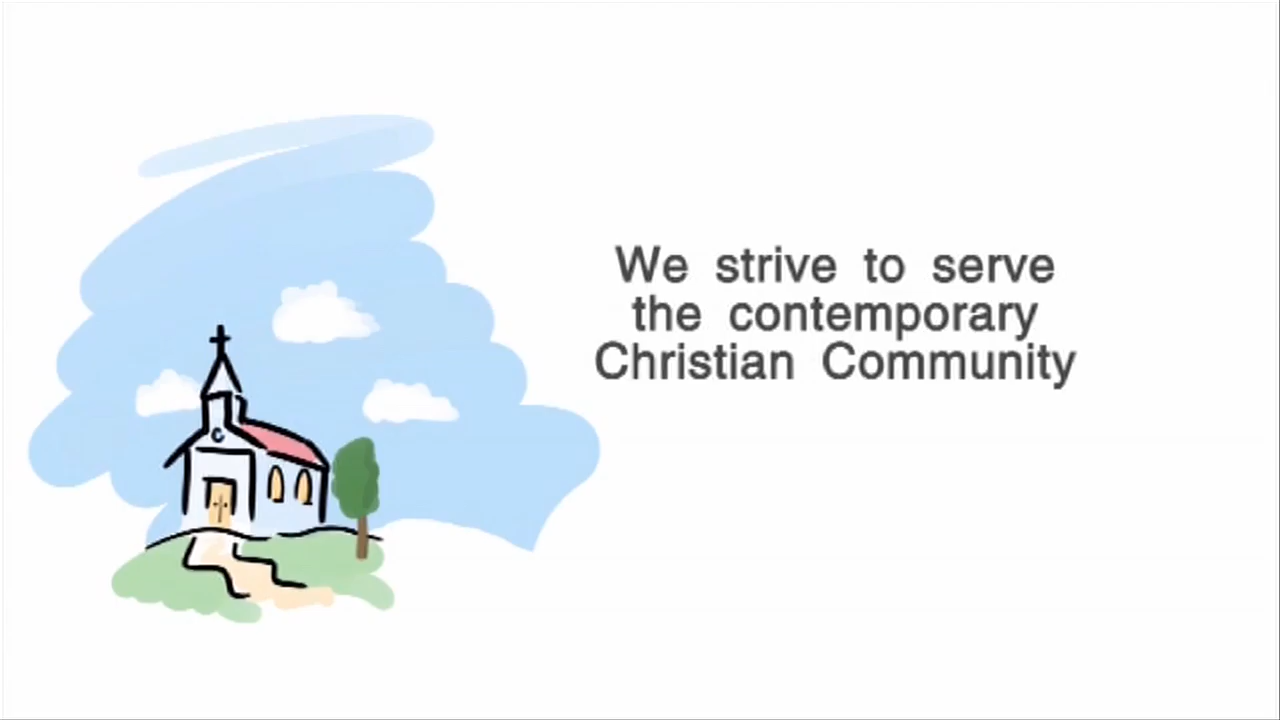 We strive to serve
the contemporary
Christian Community